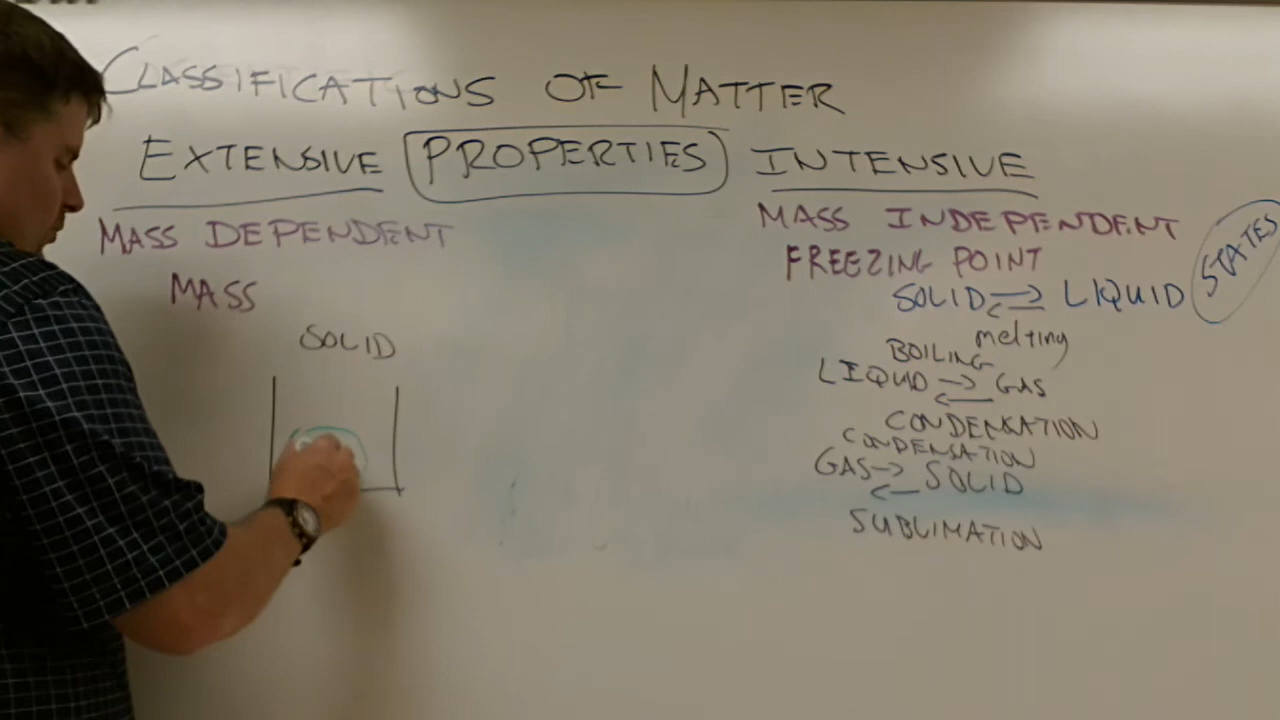 CLASSIFICATIONS OF MATTER
EXTENSIVE PROPERTIES INTENSIVE
MASS DEPENDENT
MASS
SOLID
MASS INDEPENDENT
FREEZING POINT
SOLID ⇄ LIQUID
melting
BOILING
LIQUID ⇄ GAS
CONDENSATION
CONDENSATION
GAS ⇄ SOLID
SUBLIMATION
STATES